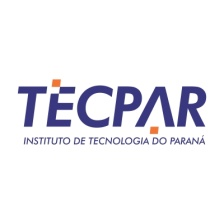 TECPAR
INSTITUTO DE TECNOLOGIA DO PARANÁ